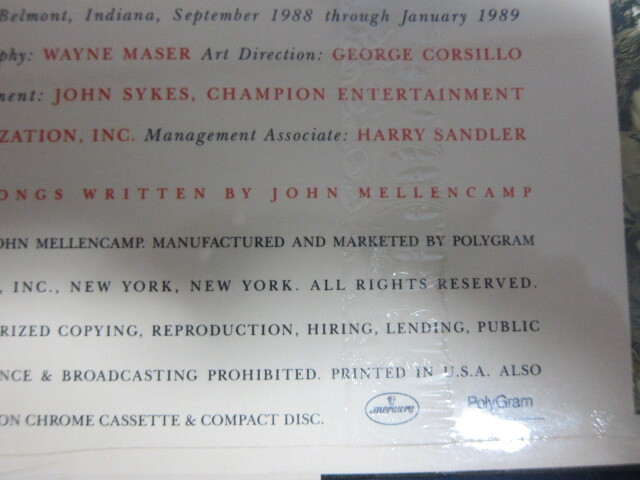 Belmont, Indiana, September 1988 through January 1989
phy: WAYNE MASER Art Direction: GEORGE CORSILLO
ment: JOHN SYKES, CHAMPION ENTERTAINMENT
ZATION, INC. Management Associate: HARRY SANDLER
ONGS WRITTEN BY JOHN MELLENCAMP
OHN MELLENCAMP. MANUFACTURED AND MARKETED BY POLYGRAM
, INC., NEW YORK, NEW YORK. ALL RIGHTS RESERVED.
RIZED COPYING, REPRODUCTION, HIRING, LENDING, PUBLIC
NCE & BROADCASTING PROHIBITED. PRINTED IN U.S.A. ALSO
ON CHROME CASSETTE & COMPACT DISC.
mercury
PolyGram